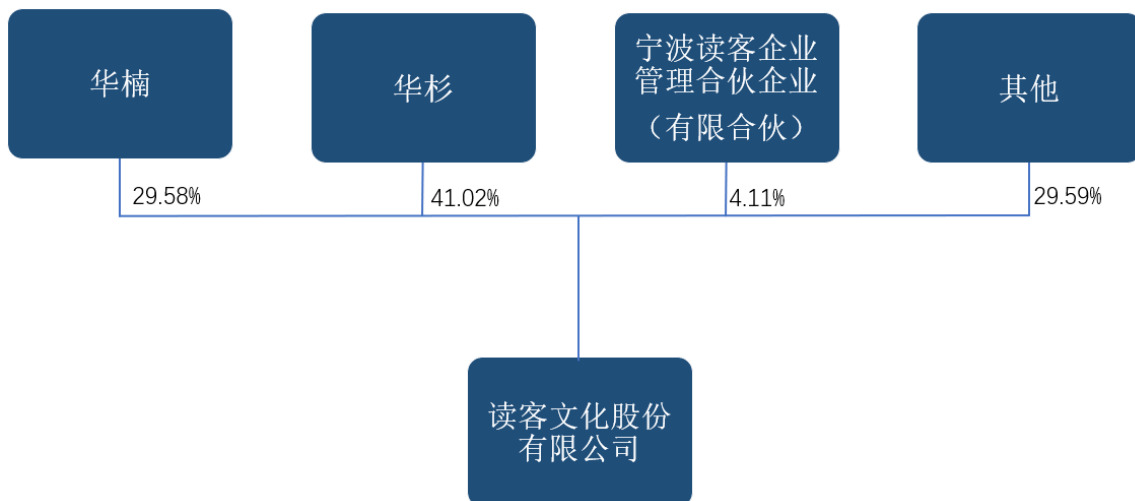 华楠
华杉
宁波读客企业
管理合伙企业
（有限合伙）
其他
29.58%
41.02%
4.11%
29.59%
读客文化股份
有限公司